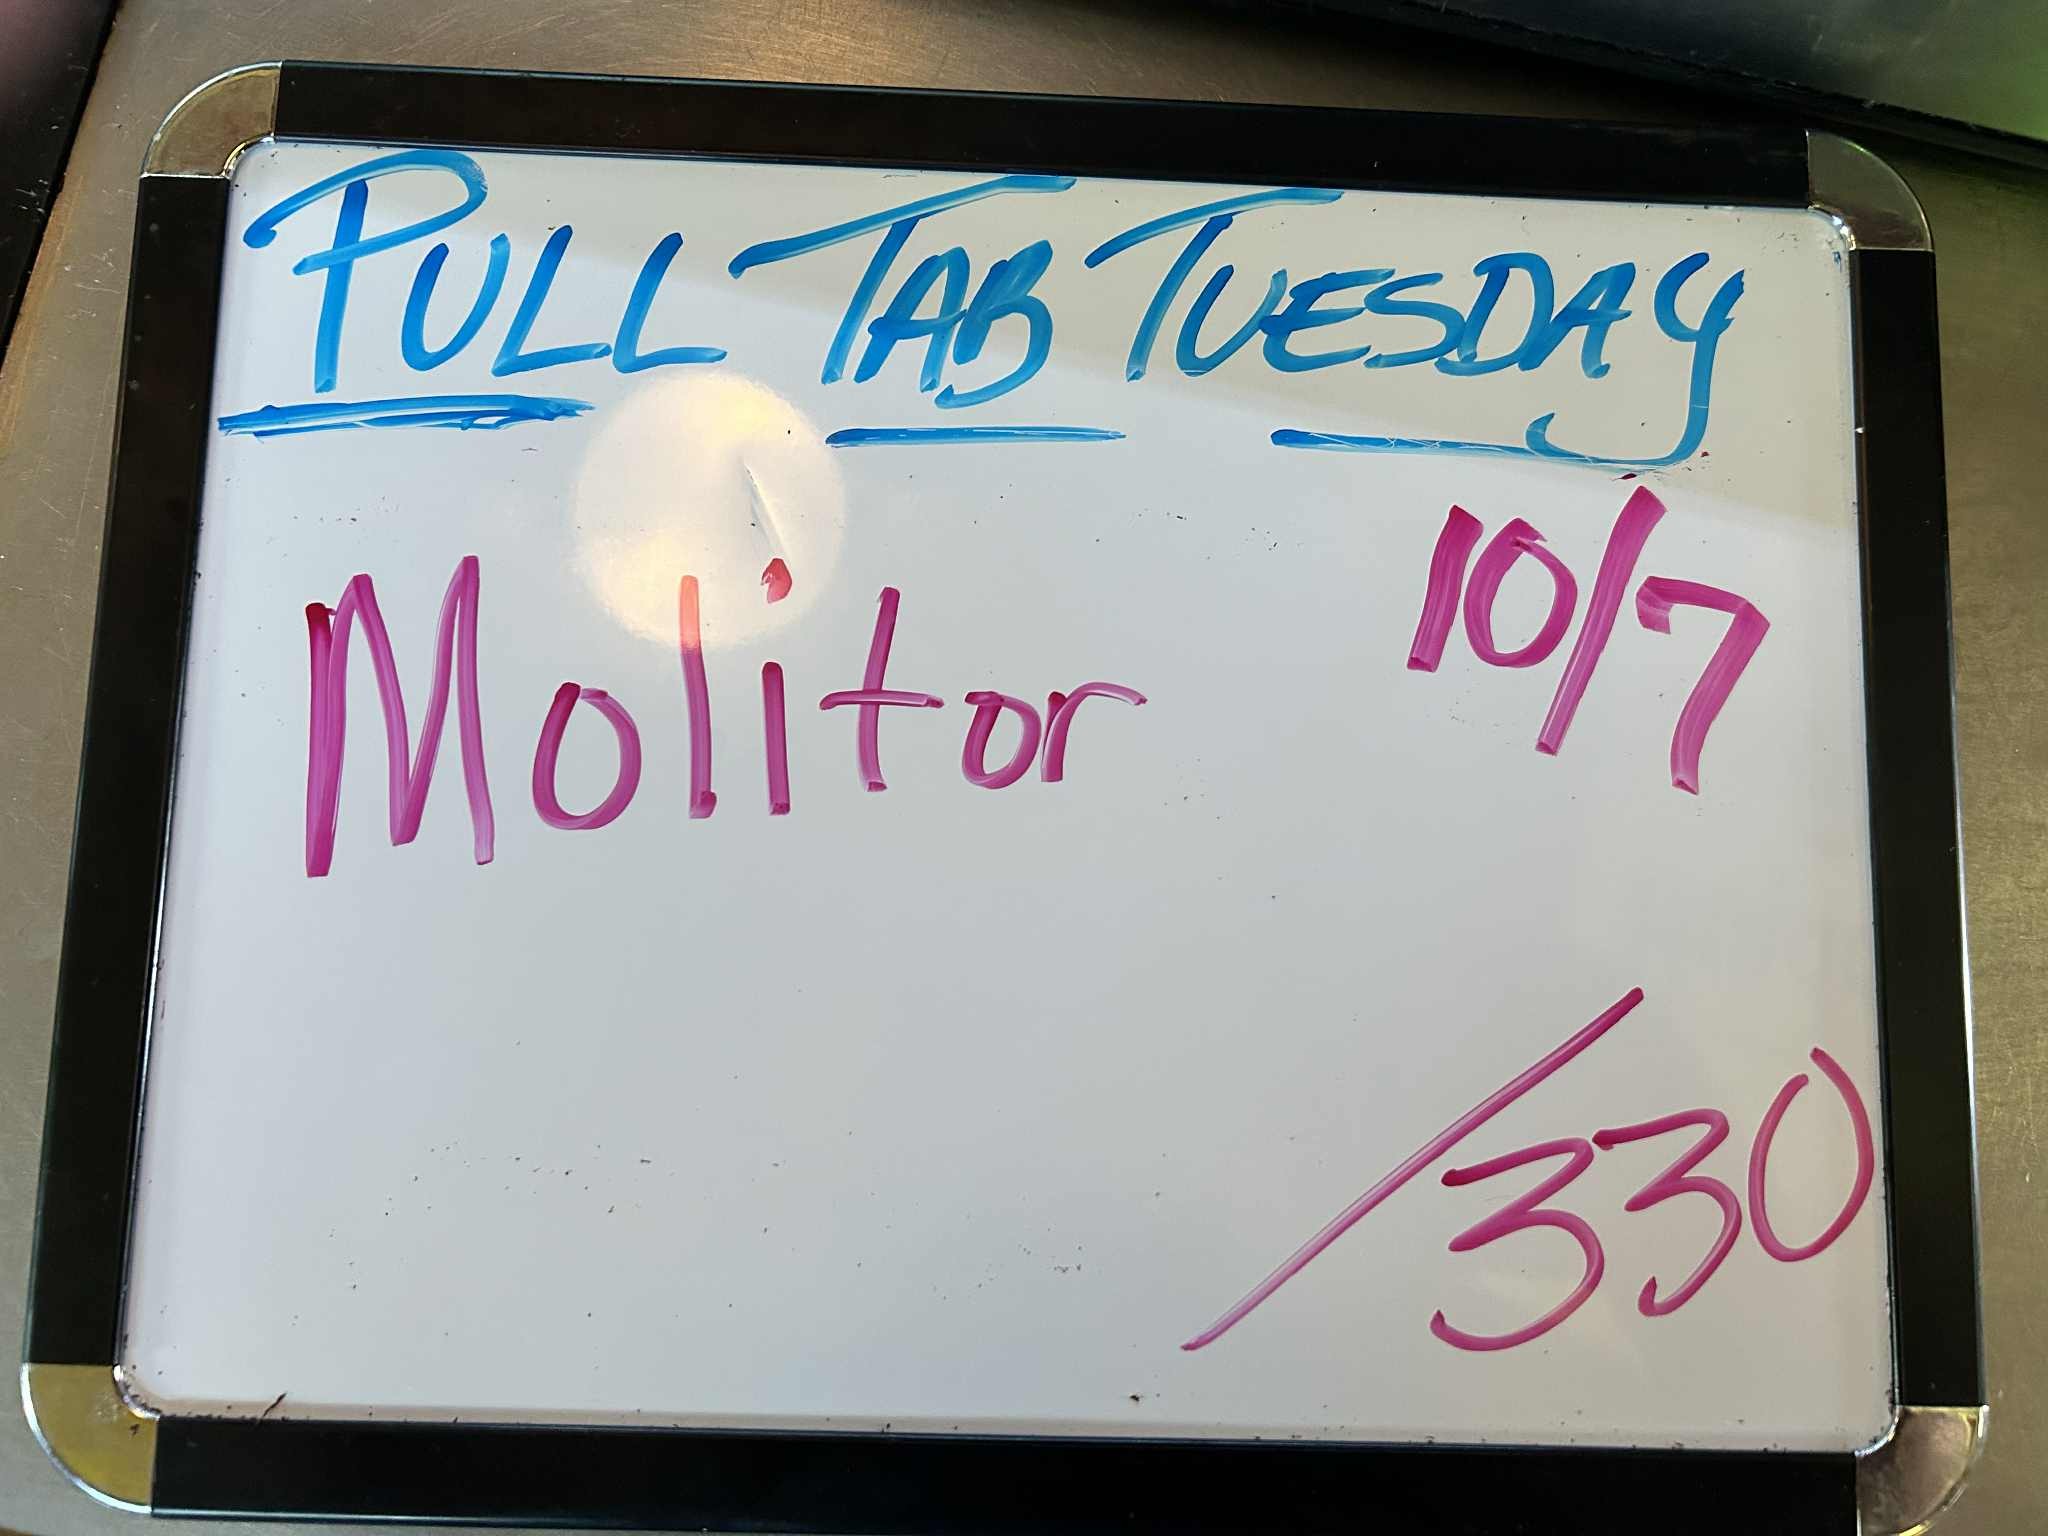 PULL TAB TUESDAY
10/7
Molitor
/330